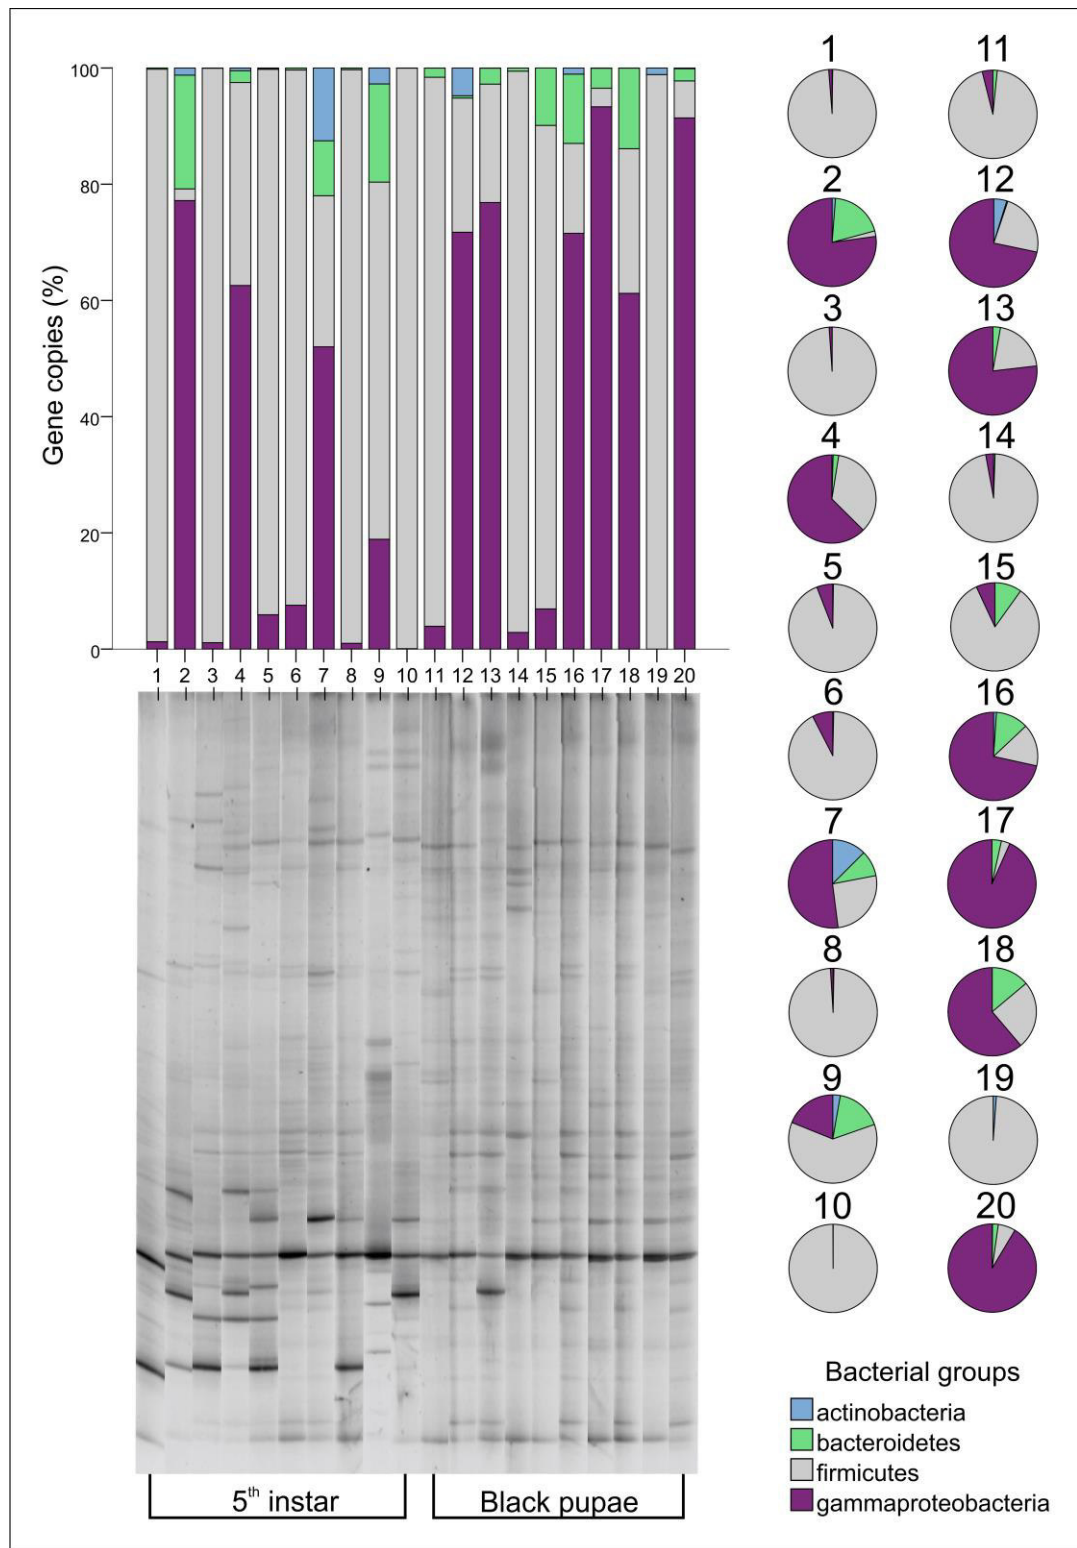 100
80
60
40
20
0
Gene copies (%)
1 2 3 4 5 6 7 8 9 10 11 12 13 14 15 16 17 18 19 20
5th instar
Black pupae
1
11
2
12
3
13
4
14
5
15
6
16
7
17
8
18
9
19
10
20
Bacterial groups
actinobacteria
bacteroidetes
firmicutes
gammaproteobacteria